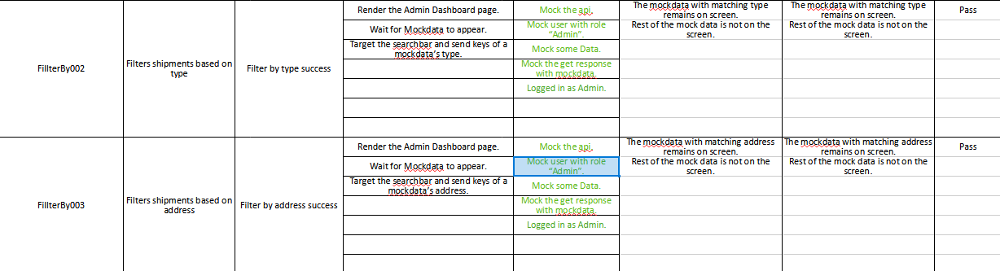 Render the Admin Dashboard page.
Mock the api.
The mockdata with matching type
remains on screen.
The mockdata with matching type
remains on screen.
Pass
Wait for Mockdata to appear.
Mock user with role
“Admin”.
Rest of the mock data is not on the
screen.
Rest of the mock data is not on the
screen.
Target the searchbar and send keys of a
mockdata’s type.
Mock some Data.
FillterBy002
Filters shipments based on
type
Filter by type success
Mock the get response
with mockdata.
Logged in as Admin.
Render the Admin Dashboard page.
Mock the api.
The mockdata with matching address
remains on screen.
The mockdata with matching address
remains on screen.
Pass
Wait for Mockdata to appear.
Mock user with role
“Admin”.
Rest of the mock data is not on the
screen.
Rest of the mock data is not on the
screen.
Target the searchbar and send keys of a
mockdata’s address.
Mock some Data.
FillterBy003
Filters shipments based on
address
Filter by address success
Mock the get response
with mockdata.
Logged in as Admin.